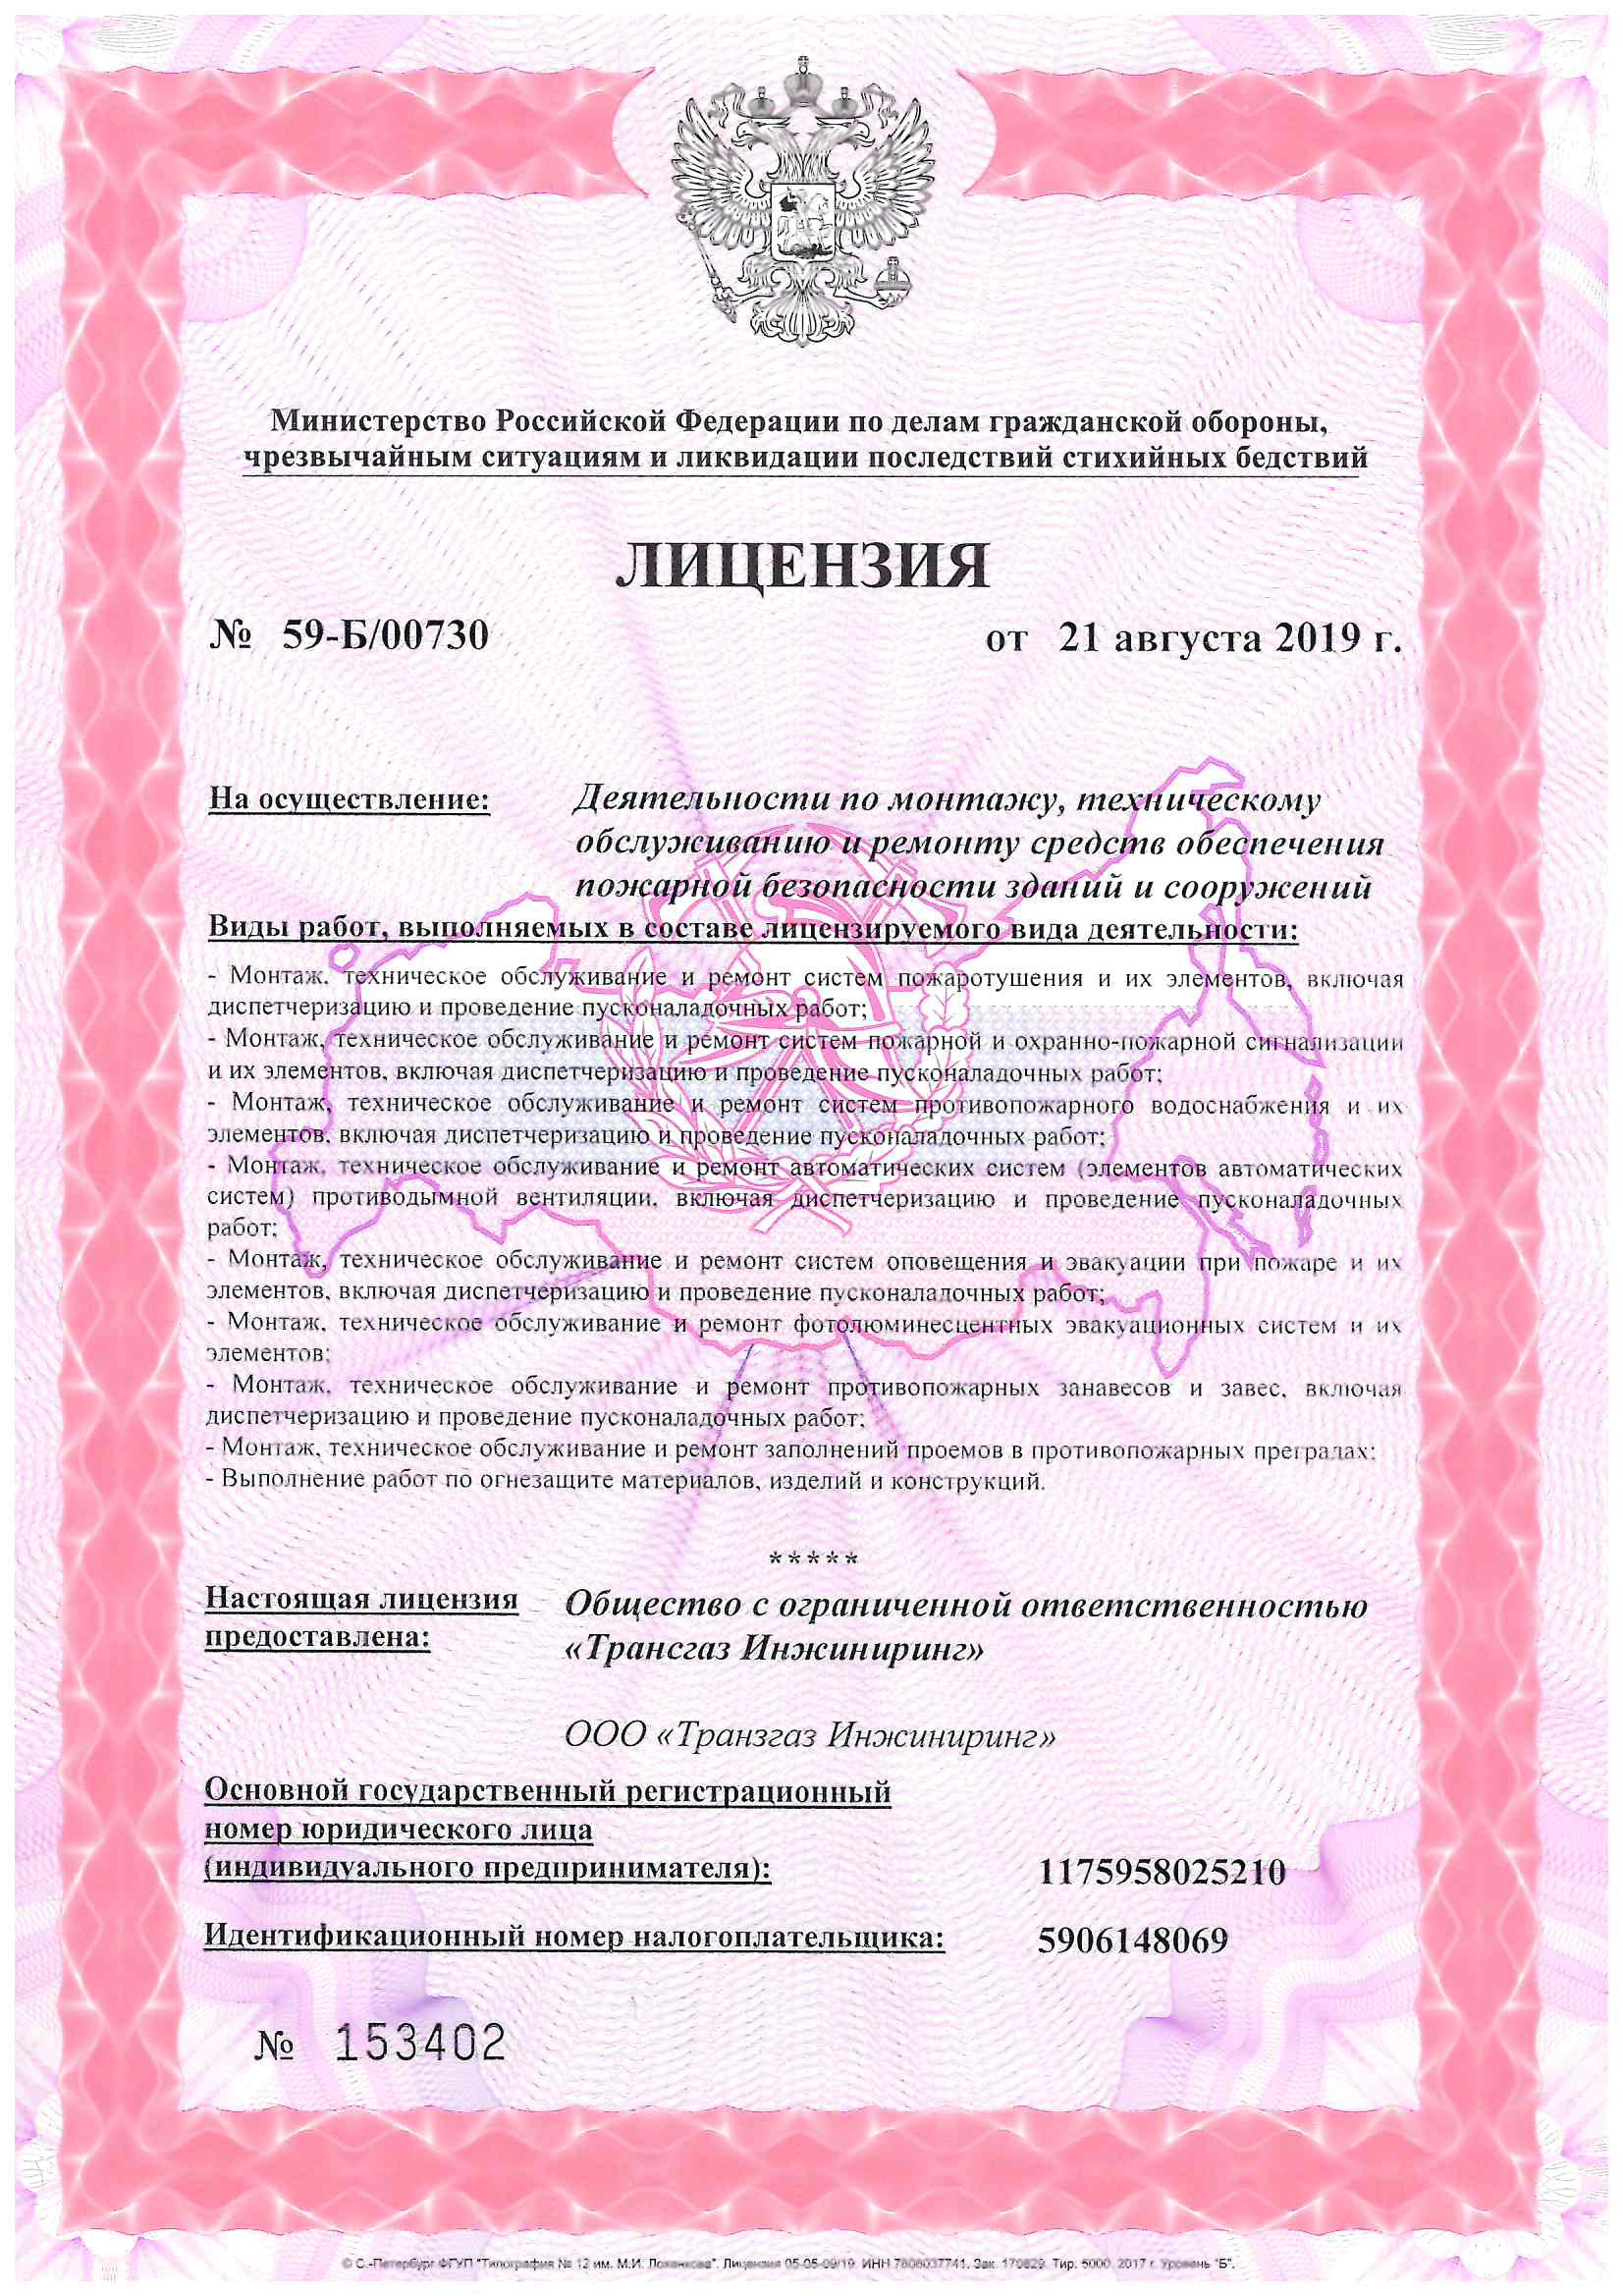 Министерство Российской Федерации по делам гражданской обороны,
чрезвычайным ситуациям и ликвидации последствий стихийных бедствий
ЛИЦЕНЗИЯ
№ 59-Б/00730 от 21 августа 2019 г.
На осуществление: Деятельности по монтажу, техническому
обслуживанию и ремонту средств обеспечения
пожарной безопасности зданий и сооружений
Виды работ, выполняемых в составе лицензируемого вида деятельности:
- Монтаж, техническое обслуживание и ремонт систем пожаротушения и их элементов, включая
диспетчеризацию и проведение пусконаладочных работ;
- Монтаж, техническое обслуживание и ремонт систем пожарной и охранно-пожарной сигнализации
и их элементов, включая диспетчеризацию и проведение пусконаладочных работ;
- Монтаж, техническое обслуживание и ремонт систем противопожарного водоснабжения и их
элементов, включая диспетчеризацию и проведение пусконаладочных работ;
- Монтаж, техническое обслуживание и ремонт автоматических систем (элементов автоматических
систем) противодымной вентиляции, включая диспетчеризацию и проведение пусконаладочных
работ;
- Монтаж, техническое обслуживание и ремонт систем оповещения и эвакуации при пожаре и их
элементов, включая диспетчеризацию и проведение пусконаладочных работ;
- Монтаж, техническое обслуживание и ремонт фотолюминесцентных эвакуационных систем и их
элементов;
- Монтаж, техническое обслуживание и ремонт противопожарных занавесов и завес, включая
диспетчеризацию и проведение пусконаладочных работ;
- Монтаж, техническое обслуживание и ремонт заполнений проемов в противопожарных преградах;
- Выполнение работ по огнезащите материалов, изделий и конструкций.
*****
Настоящая лицензия Общество с ограниченной ответственностью
предоставлена: «Трансгаз Инжиниринг»
ООО «Транзгаз Инжиниринг»
Основной государственный регистрационный
номер юридического лица
(индивидуального предпринимателя): 1175958025210
Идентификационный номер налогоплательщика: 5906148069
№ 153402
© С.-Петербург ФГУП "Типография № 12 им. М.И. Лоханкова". Лицензия 05-05-09/19. ИНН 7806037741. Зак. 170829. Тир. 5000. 2017 г. Уровень "Б".